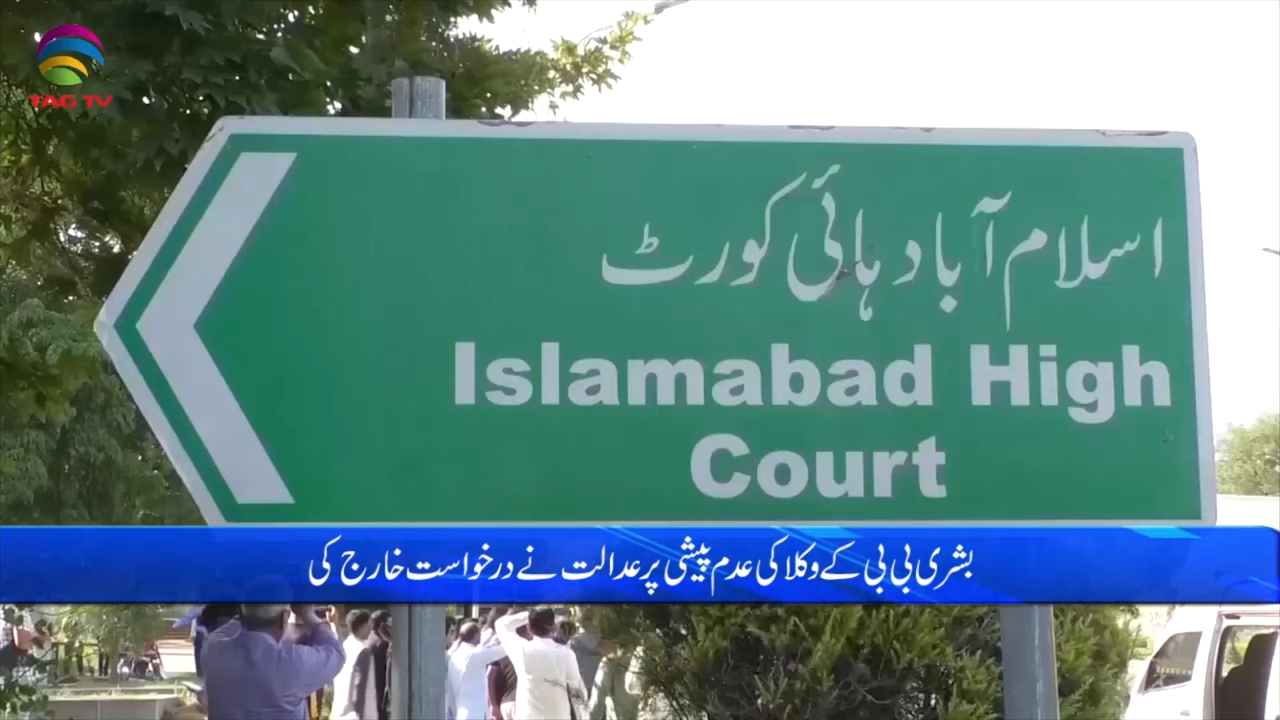 TAG TV
اسلام آباد ہائی کورٹ
Islamabad High
Court
بشری بی بی کے وکلا کی عدم پیشی پر عدالت نے درخواست خارج کی